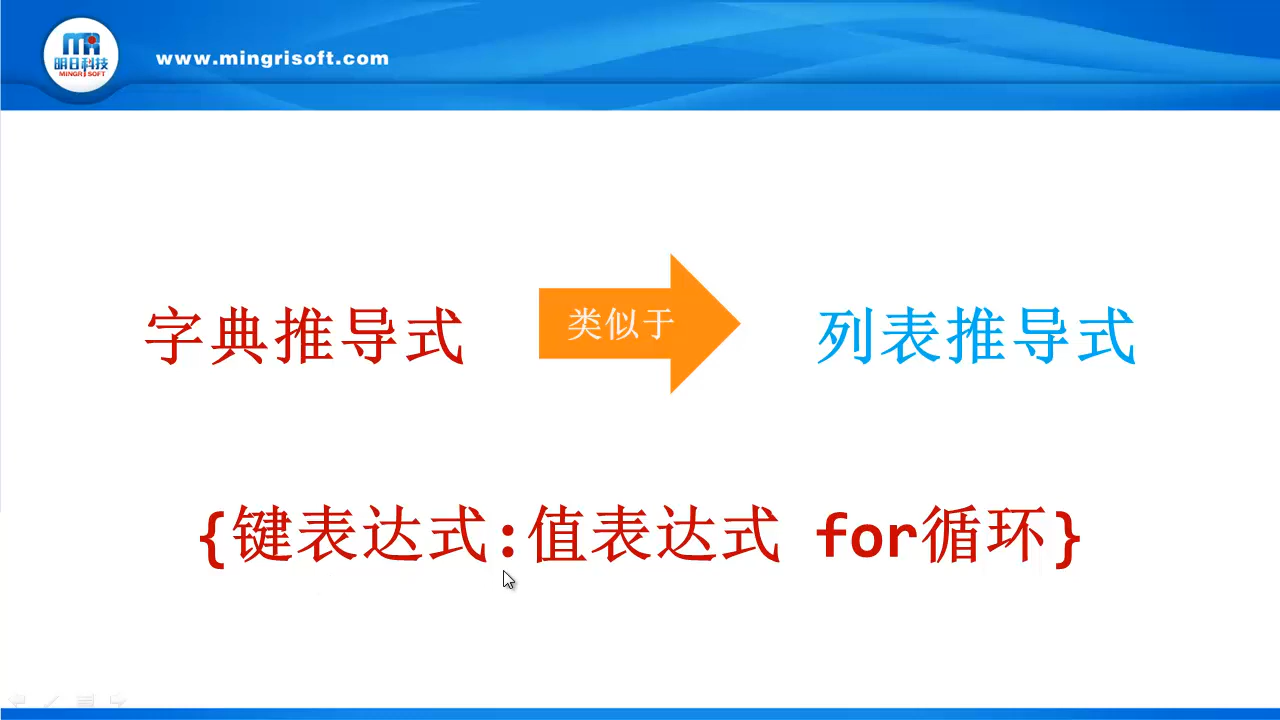 明日科技
MINGRISOFT
www.mingrisoft.com
字典推导式
类似于
列表推导式
{键表达式:值表达式 for循环}